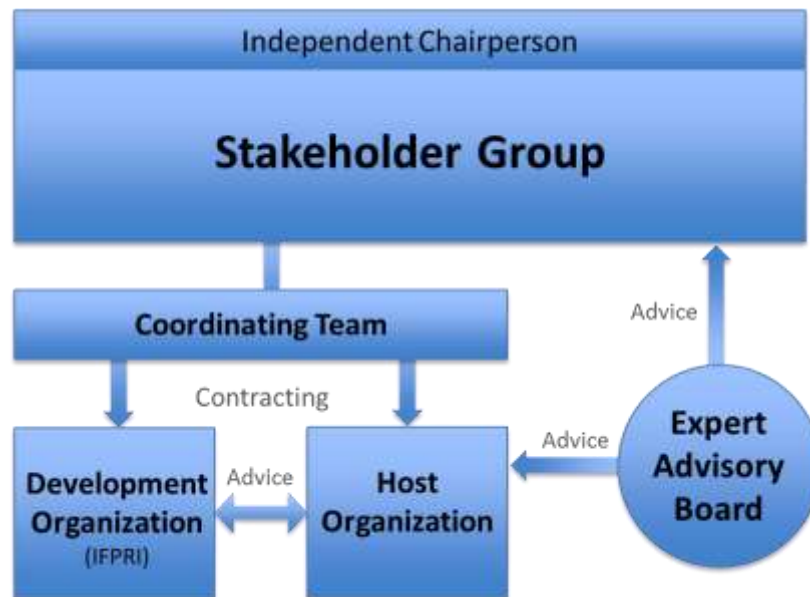 Independent Chairperson
Stakeholder Group
Coordinating Team
Advice
Contracting
Development
Organization
(IFPRI)
Advice
Host
Organization
Advice
Expert
Advisory
Board